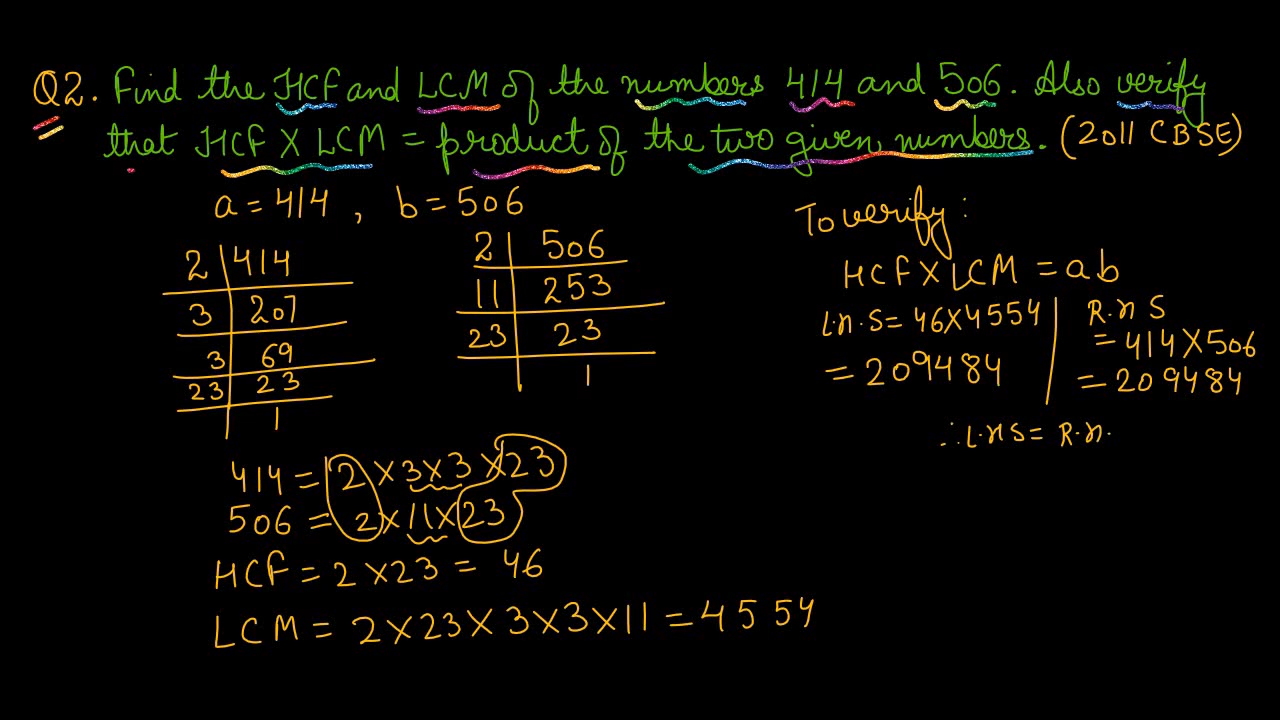 Q2. Find the HCF and LCM of the numbers 414 and 506. Also verify
that HCF X LCM = product of the two given numbers. (2011 CBSE)
a = 414 , b = 506
2 | 414
3 | 207
3 | 69
23 | 23
1
2 | 506
11 | 253
23 | 23
1
414 = 2 × 3 × 3 × 23
506 = 2 × 11 × 23
HCF = 2 × 23 = 46
LCM = 2 × 23 × 3 × 3 × 11 = 4554
To verify :
HCF X LCM = ab
L.H.S = 46 X 4554
= 209484
R.H S
= 414 X 506
= 209484
∴ L.H S = R.H.